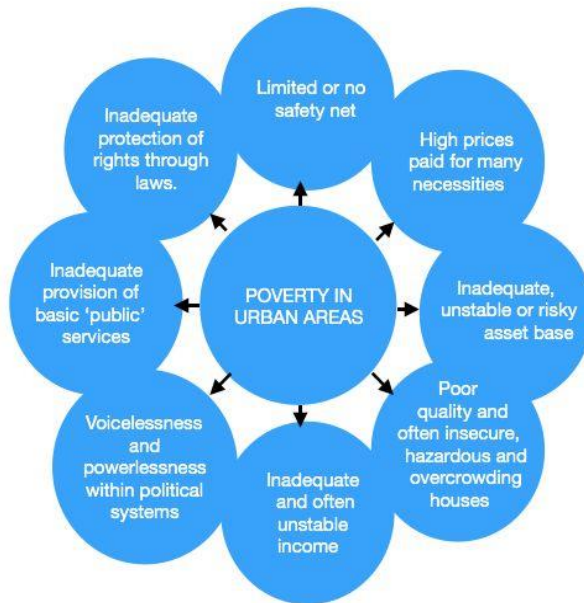 Limited or no
safety net
High prices
paid for many
necessities
Inadequate,
unstable or risky
asset base
Poor
quality and
often insecure,
hazardous and
overcrowding
houses
Inadequate
and often
unstable
income
Voicelessness
and
powerlessness
within political
systems
Inadequate
provision of
basic ‘public’
services
Inadequate
protection of
rights through
laws.
POVERTY IN
URBAN AREAS